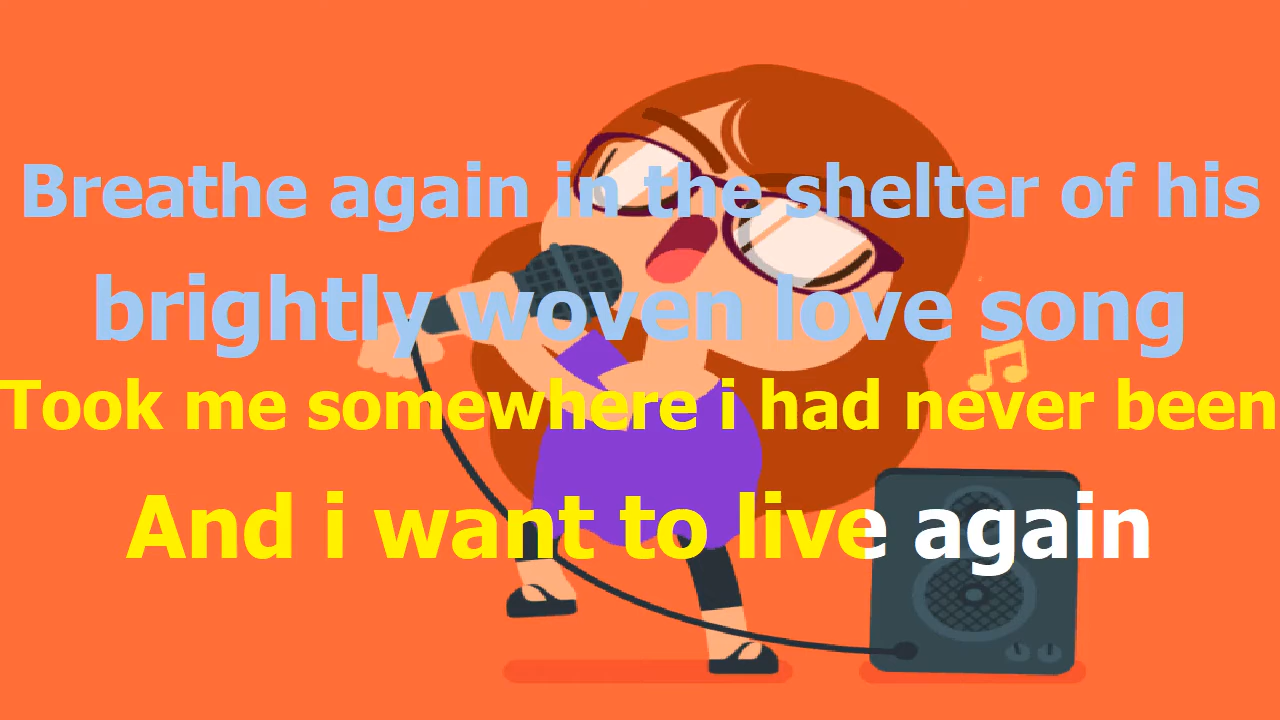 Breathe again in the shelter of his
brightly woven love song
Took me somewhere i had never been
And i want to live again